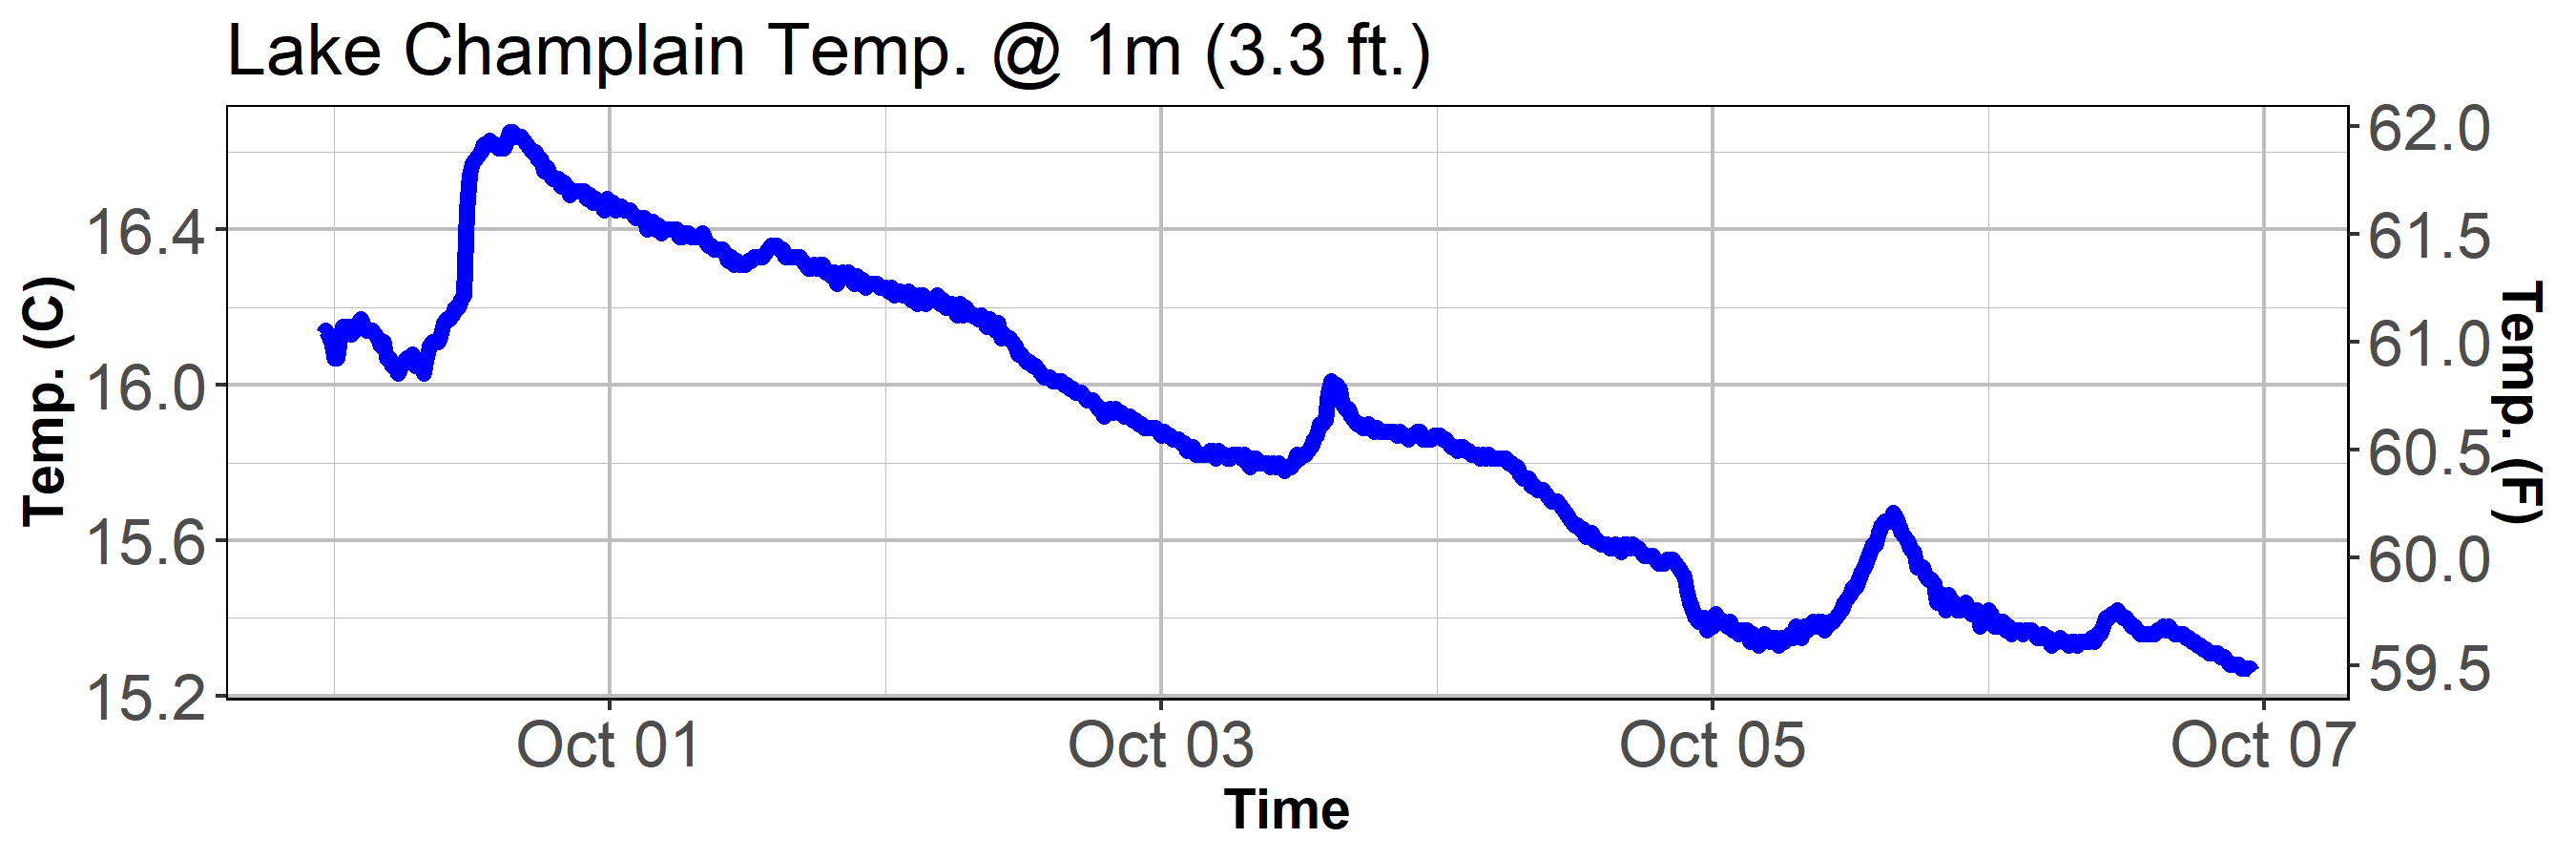 Lake Champlain Temp. @ 1m (3.3 ft.)
Temp. (C)
16.4
16.0
15.6
15.2
62.0
61.5
61.0
60.5
60.0
59.5
Temp. (F)
Oct 01
Oct 03
Oct 05
Oct 07
Time